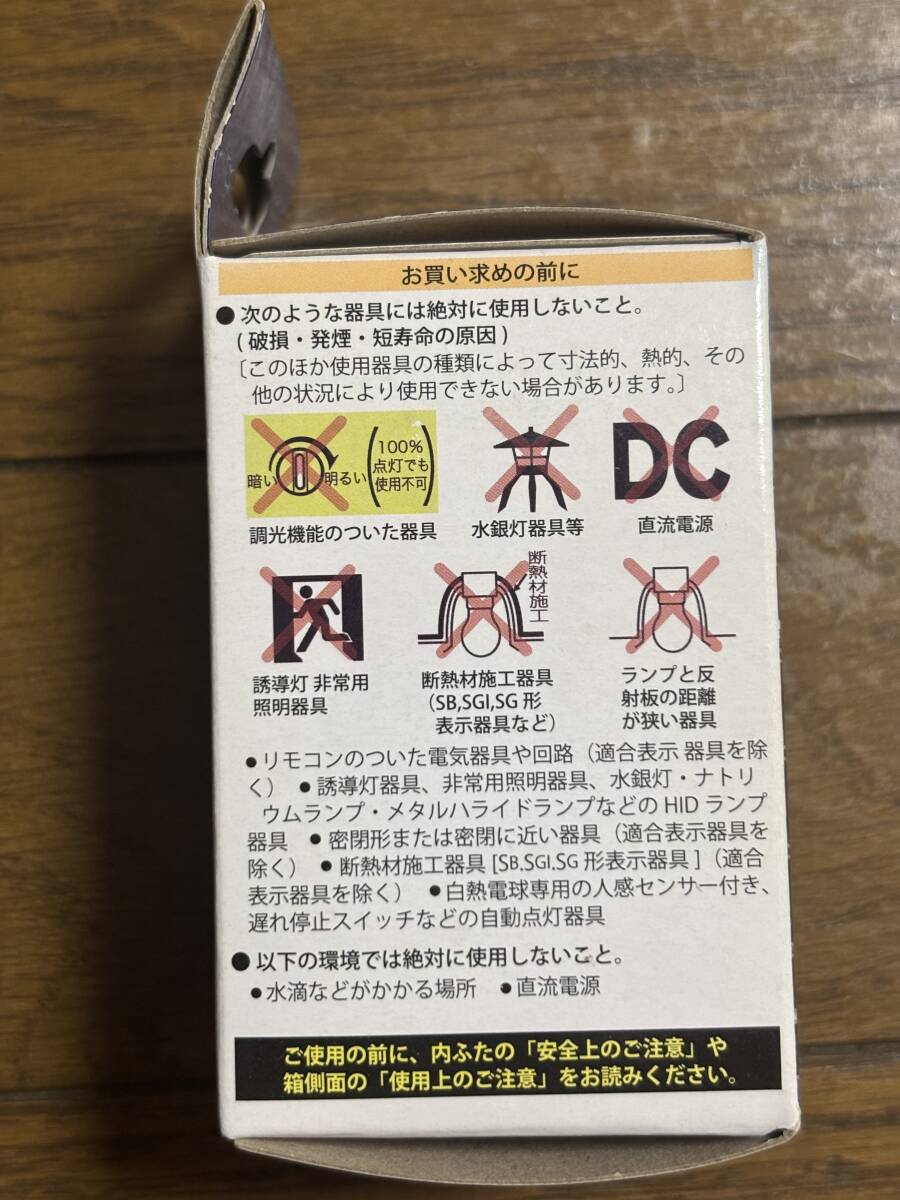 お買い求めの前に
● 次のような器具には絶対に使用しないこと。
( 破損・発煙・短寿命の原因 )
〔このほか使用器具の種類によって寸法的、熱的、その
他の状況により使用できない場合があります。〕
暗い 明るい (100%
点灯でも
使用不可)
調光機能のついた器具
水銀灯器具等
DC
直流電源
誘導灯 非常用
照明器具
断熱材施工
断熱材施工器具
（SB,SGI,SG 形
表示器具など）
ランプと反
射板の距離
が狭い器具
●リモコンのついた電気器具や回路（適合表示 器具を除
く） ●誘導灯器具、非常用照明器具、水銀灯・ナトリ
ウムランプ・メタルハライドランプなどの HID ランプ
器具 ●密閉形または密閉に近い器具（適合表示器具を
除く） ●断熱材施工器具 [SB.SGI.SG 形表示器具 ]（適合
表示器具を除く） ●白熱電球専用の人感センサー付き、
遅れ停止スイッチなどの自動点灯器具
● 以下の環境では絶対に使用しないこと。
●水滴などがかかる場所 ●直流電源
ご使用の前に、内ふたの「安全上のご注意」や
箱側面の「使用上のご注意」をお読みください。